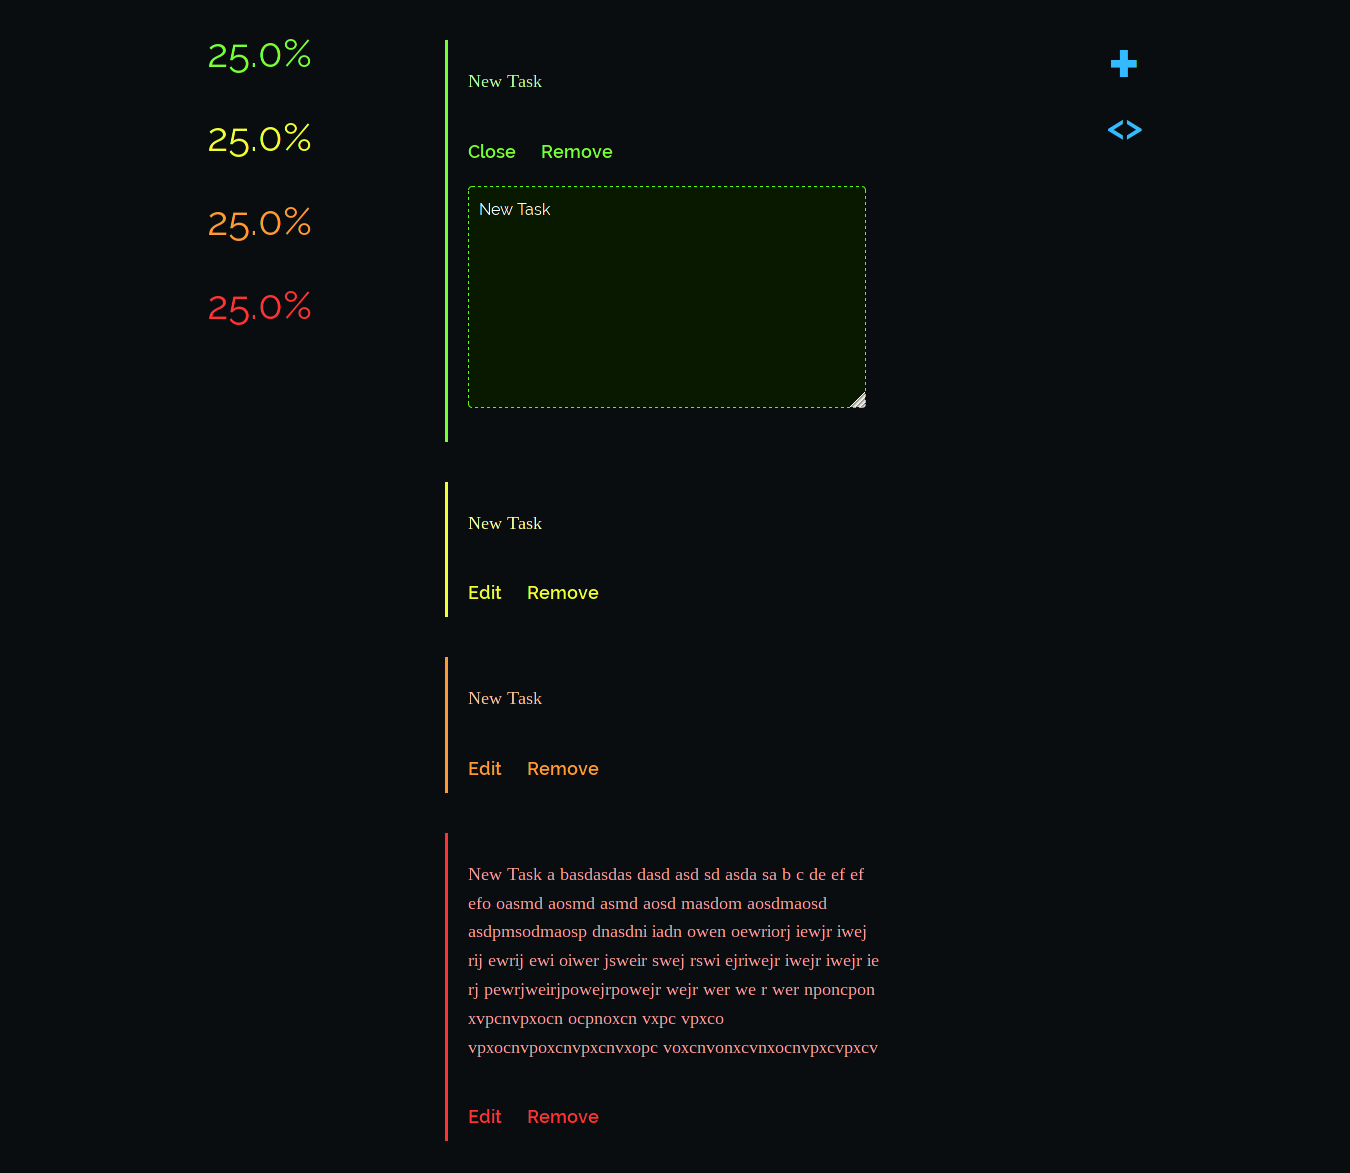 25.0%
25.0%
25.0%
25.0%
New Task
Close Remove
New Task
New Task
Edit Remove
New Task
Edit Remove
New Task a basdasdas dasd asd sd asda sa b c de ef ef
efo oasmd aosmd asmd aosd masdom aosdmaosd
asdpmsodmaosp dnasdni iadn owen oewriorj iewjr iwej
rij ewrij ewi oiwer jsweir swej rswi ejriwejr iwejr iwejr ie
rj pewrjweirjpowejrpowejr wejr wer we r wer nponcpon
xvpcnvpxocn ocpnoxcn vxpc vpxco
vpxocnvpoxcnvpxcnvxopc voxcnvonxcvnxocnvpxcvpxcv
Edit Remove